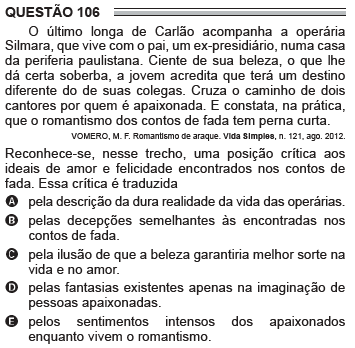 QUESTÃO 106
O último longa de Carlão acompanha a operária
Silmara, que vive com o pai, um ex-presidiário, numa casa
da periferia paulistana. Ciente de sua beleza, o que lhe
dá certa soberba, a jovem acredita que terá um destino
diferente do de suas colegas. Cruza o caminho de dois
cantores por quem é apaixonada. E constata, na prática,
que o romantismo dos contos de fada tem perna curta.
VOMERO, M. F. Romantismo de araque. Vida Simples, n. 121, ago. 2012.
Reconhece-se, nesse trecho, uma posição crítica aos
ideais de amor e felicidade encontrados nos contos de
fada. Essa crítica é traduzida
A pela descrição da dura realidade da vida das operárias.
B pelas decepções semelhantes às encontradas nos
contos de fada.
C pela ilusão de que a beleza garantiria melhor sorte na
vida e no amor.
D pelas fantasias existentes apenas na imaginação de
pessoas apaixonadas.
E pelos sentimentos intensos dos apaixonados
enquanto vivem o romantismo.